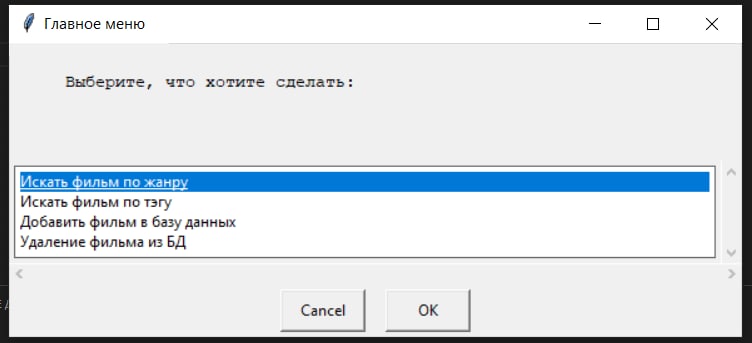 Главное меню
Выберите, что хотите сделать:
Искать фильм по жанру
Искать фильм по тэгу
Добавить фильм в базу данных
Удаление фильма из БД
Cancel
OK